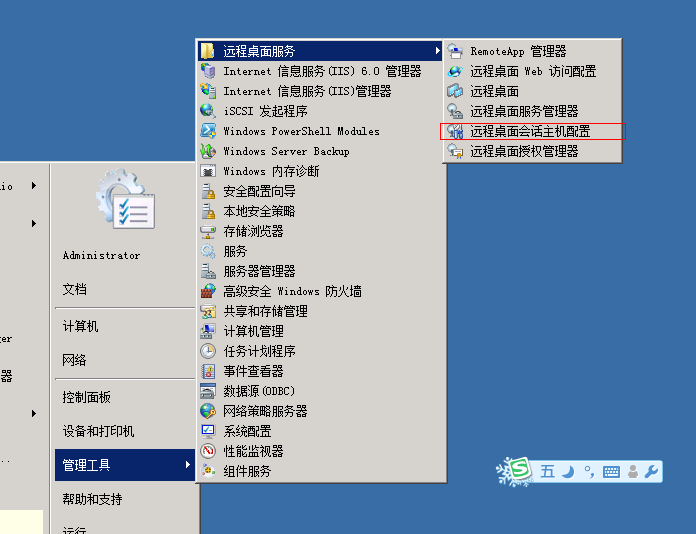 io
Administrator
文档
计算机
网络
控制面板
设备和打印机
管理工具
帮助和支持
运行
ger
器
远程桌面服务
Internet 信息服务(IIS) 6.0 管理器
Internet 信息服务(IIS)管理器
iSCSI 发起程序
Windows PowerShell Modules
Windows Server Backup
Windows 内存诊断
安全配置向导
本地安全策略
存储浏览器
服务
服务器管理器
高级安全 Windows 防火墙
共享和存储管理
计算机管理
任务计划程序
事件查看器
数据源(ODBC)
网络策略服务器
系统配置
性能监视器
组件服务
RemoteApp 管理器
远程桌面 Web 访问配置
远程桌面
远程桌面服务管理器
远程桌面会话主机配置
远程桌面授权管理器
S 五